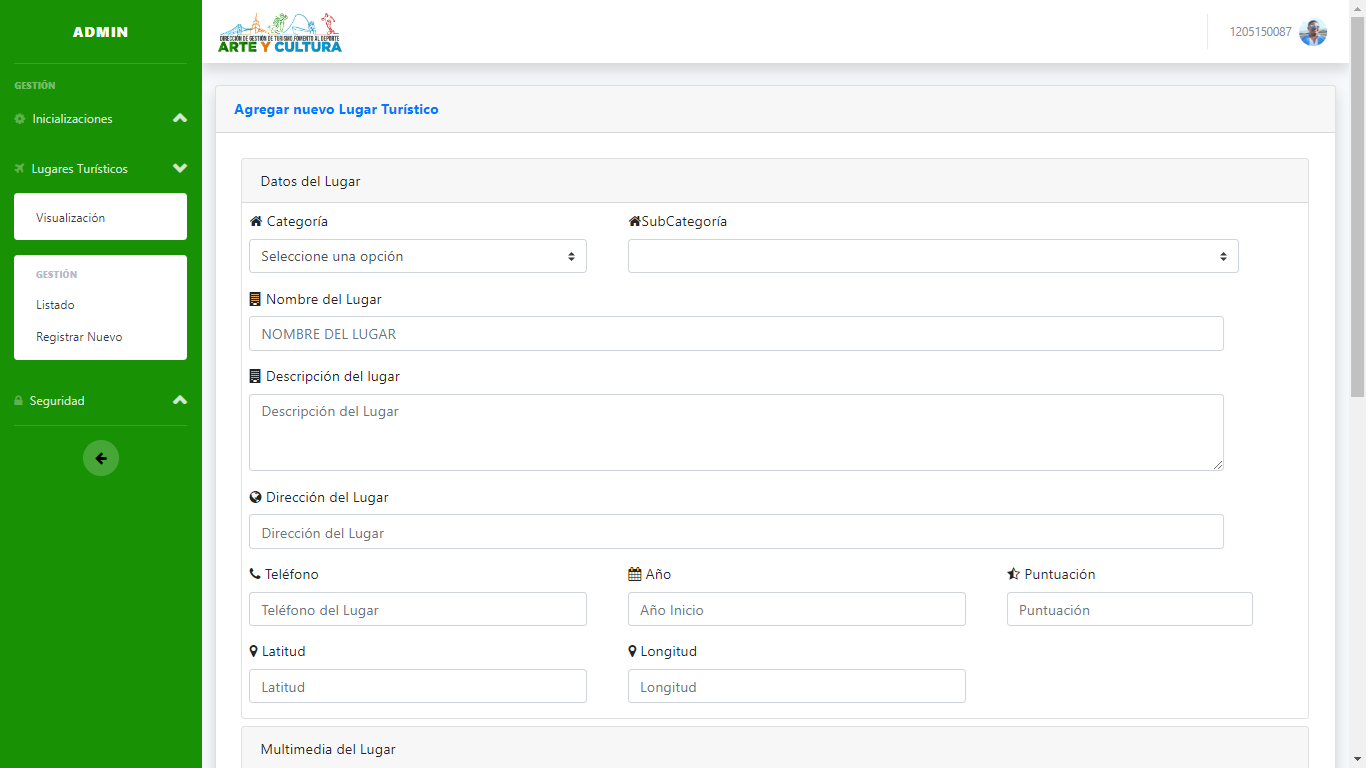 ADMIN
DIRECCIÓN DE GESTIÓN DE TURISMO FOMENTO AL DEPORTE
ARTE Y CULTURA
1205150087
GESTIÓN
Inicializaciones
Lugares Turísticos
Visualización
GESTIÓN
Listado
Registrar Nuevo
Seguridad
Agregar nuevo Lugar Turístico
Datos del Lugar
Categoría
SubCategoría
Seleccione una opción
Nombre del Lugar
NOMBRE DEL LUGAR
Descripción del lugar
Descripción del Lugar
Dirección del Lugar
Dirección del Lugar
Teléfono
Año
Puntuación
Teléfono del Lugar
Año Inicio
Puntuación
Latitud
Longitud
Latitud
Longitud
Multimedia del Lugar